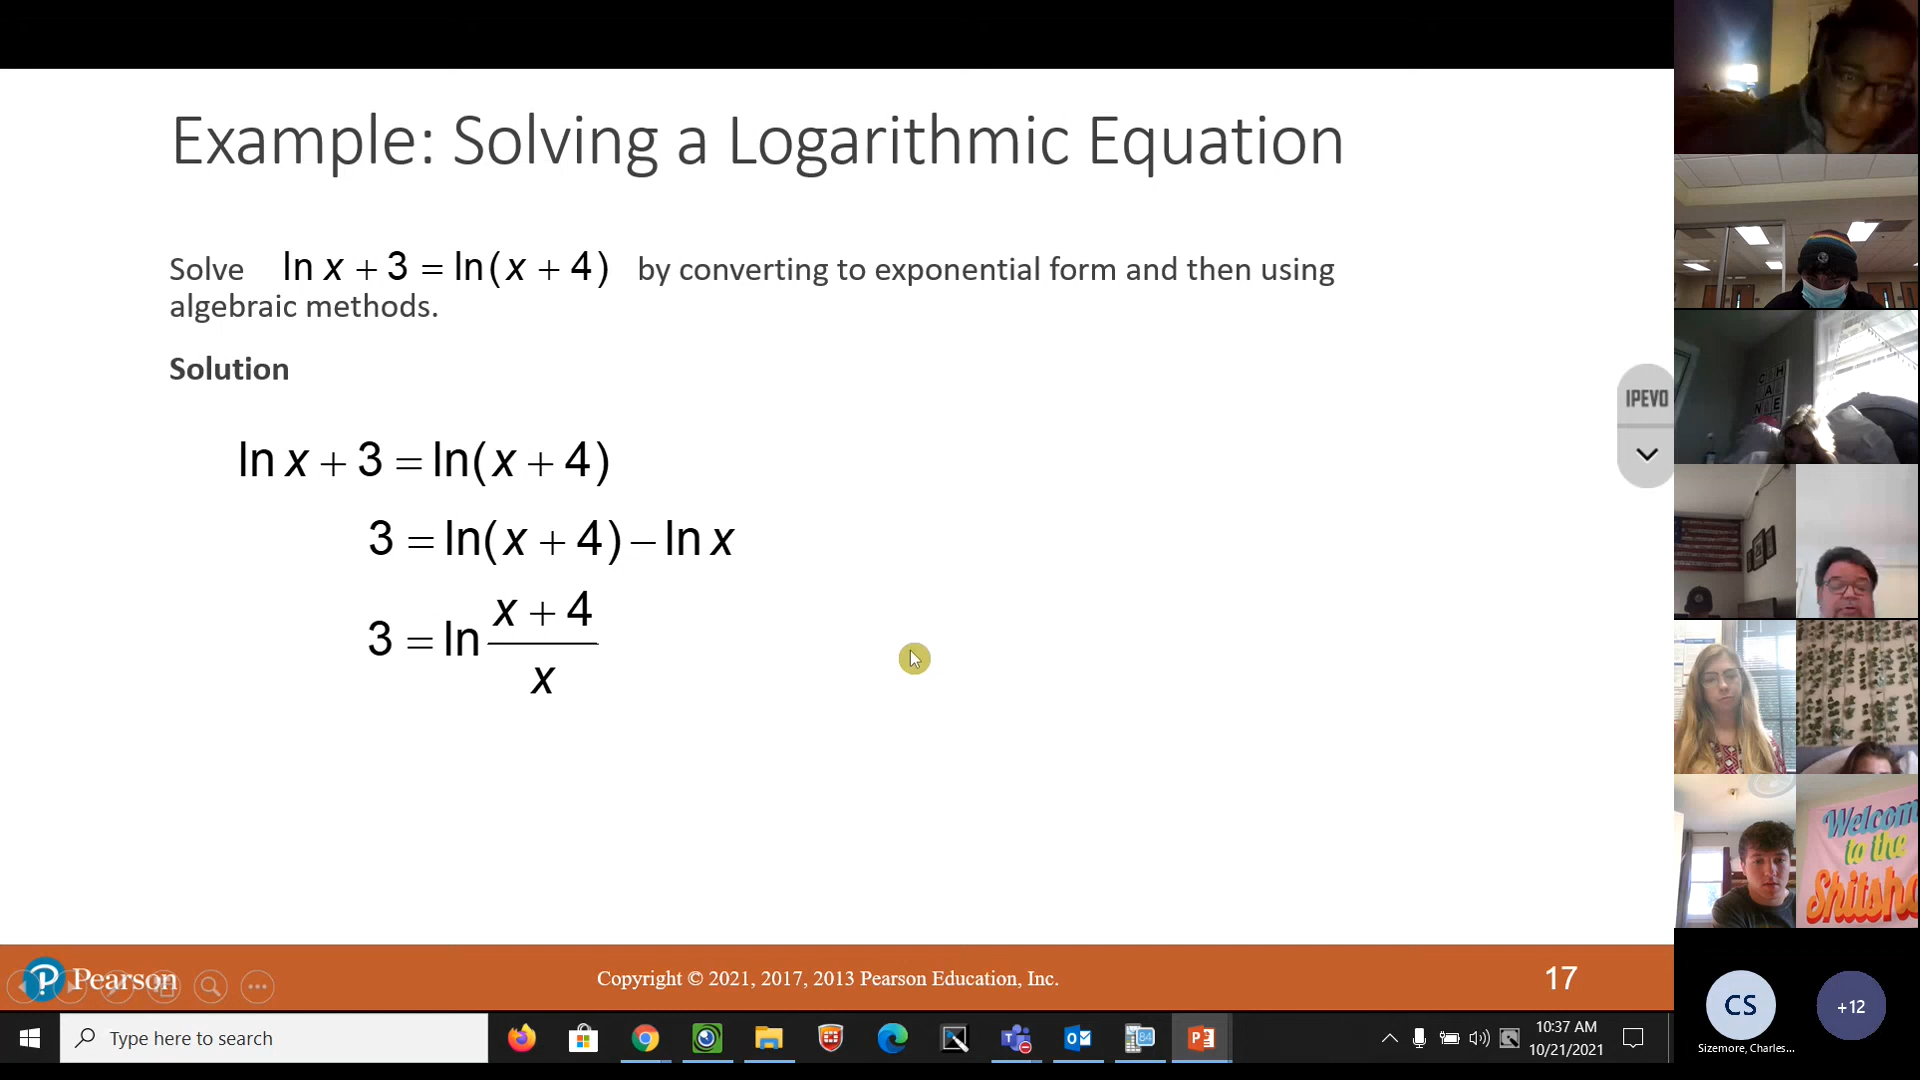 Example: Solving a Logarithmic Equation
Solve ln x + 3 = ln(x + 4) by converting to exponential form and then using
algebraic methods.
Solution
ln x + 3 = ln(x + 4)
3 = ln(x + 4) − ln x
3 = ln (x + 4)/x
IPEVO
Pearson
Copyright © 2021, 2017, 2013 Pearson Education, Inc.
17
Type here to search
84
10:37 AM
10/21/2021
C H
A
N E
Welcom
to the
Shitsho
CS
+12
Sizemore, Charles...